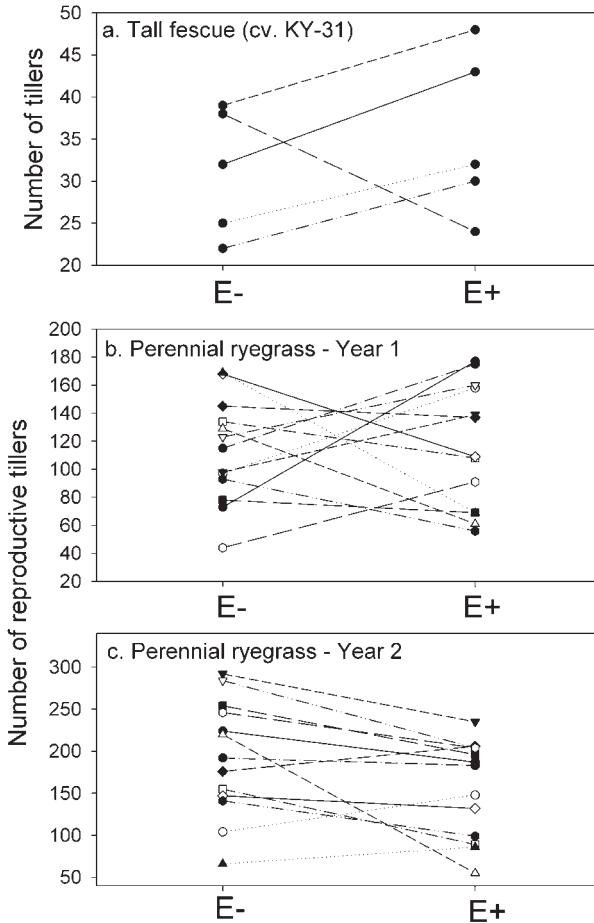 Number of tillers
a. Tall fescue (cv. KY-31)
50
45
40
35
30
25
20
E-
E+
Number of reproductive tillers
b. Perennial ryegrass - Year 1
200
180
160
140
120
100
80
60
40
20
E-
E+
c. Perennial ryegrass - Year 2
300
250
200
150
100
50
E-
E+